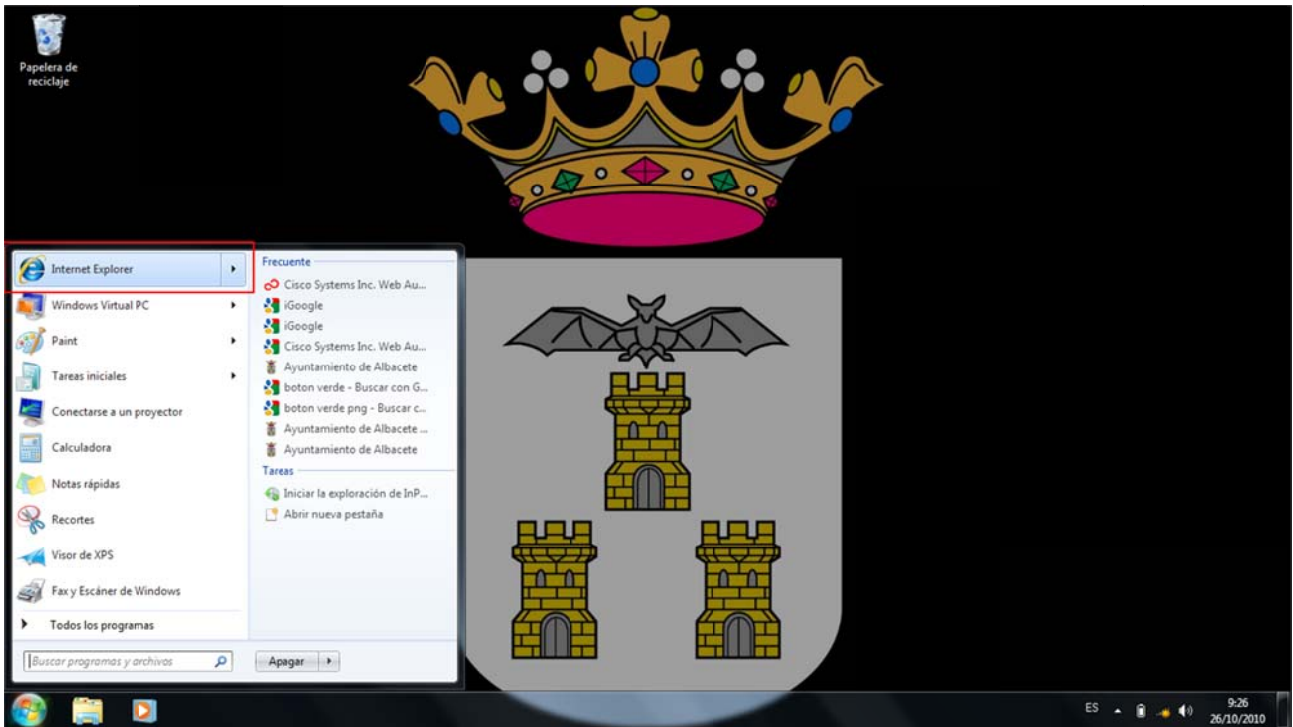 Papelera de
reciclaje
Internet Explorer
Windows Virtual PC
Paint
Tareas iniciales
Conectarse a un proyector
Calculadora
Notas rápidas
Recortes
Visor de XPS
Fax y Escáner de Windows
Todos los programas
Buscar programas y archivos
Frecuente
Cisco Systems Inc. Web Au...
iGoogle
iGoogle
Cisco Systems Inc. Web Au...
Ayuntamiento de Albacete
boton verde - Buscar con G...
boton verde png - Buscar c...
Ayuntamiento de Albacete ...
Ayuntamiento de Albacete
Tareas
Iniciar la exploración de InP...
Abrir nueva pestaña
Apagar
ES
9:26
26/10/2010